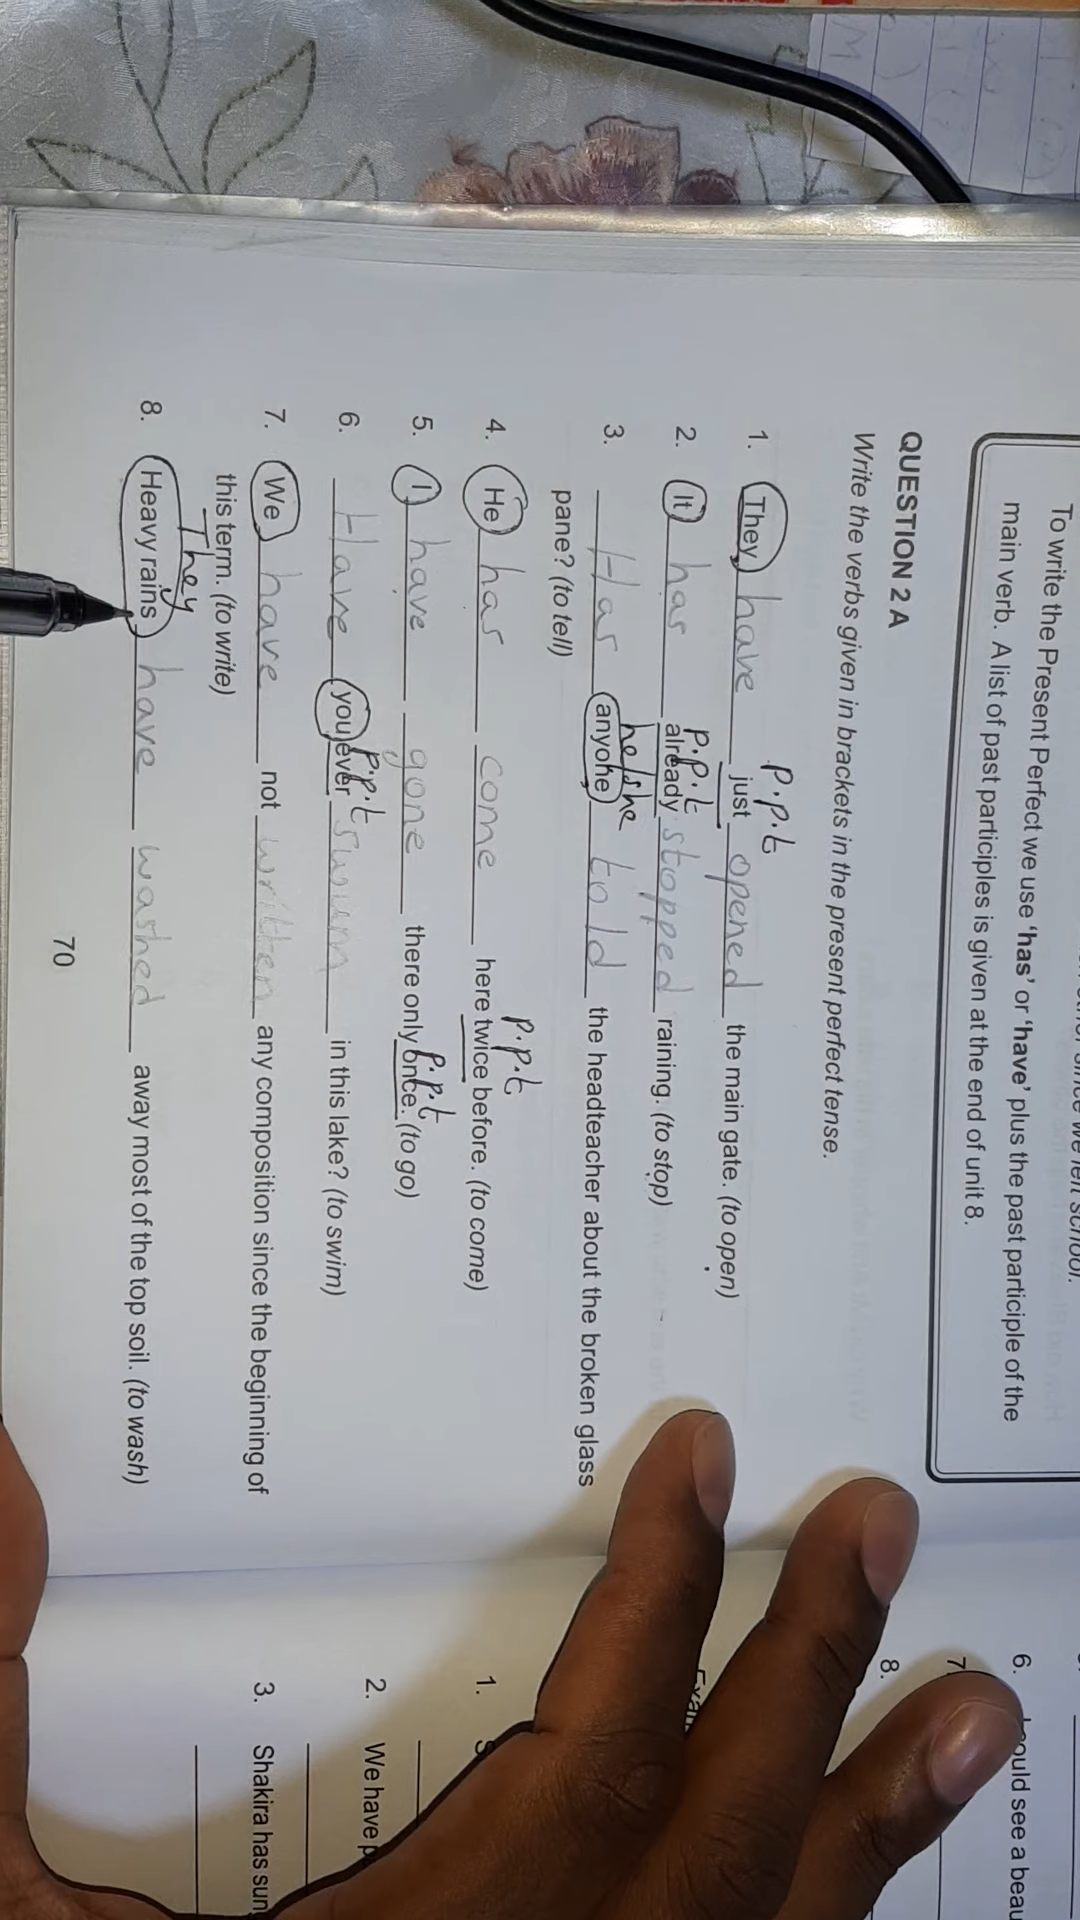 To write the Present Perfect we use 'has' or 'have' plus the past participle of the
main verb. A list of past participles is given at the end of unit 8.
QUESTION 2 A
Write the verbs given in brackets in the present perfect tense.
p.p.t
1. They have just opened the main gate. (to open)
p.p.t
2. It has already stopped raining. (to stop)
he/she
3. Has anyone told the headteacher about the broken glass
pane? (to tell)
p.p.t
4. He has come here twice before. (to come)
p.p.t
5. I have gone there only once. (to go)
p.p.t
6. Have you ever swum in this lake? (to swim)
7. We have not written any composition since the beginning of
this term. (to write)
They
8. Heavy rains have washed away most of the top soil. (to wash)
70
6. could see a
7.
8.
1.
2. We have
3. Shakira has